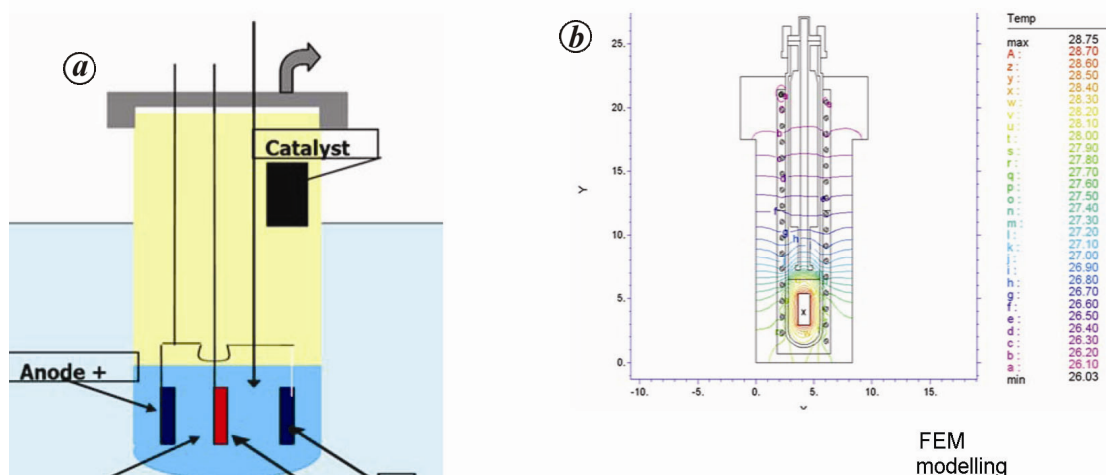 a
Catalyst
Anode +
b
25.
20.
15.
10.
5.
0.
Y
-10.
-5.
0.
5.
10.
15.
f
g
h
x
Temp
max 28.75
A : 28.70
z : 28.60
y : 28.50
x : 28.40
w : 28.30
v : 28.20
u : 28.10
t : 28.00
s : 27.90
r : 27.80
q : 27.70
p : 27.60
o : 27.50
n : 27.40
m : 27.30
l : 27.20
k : 27.10
j : 27.00
i : 26.90
h : 26.80
g : 26.70
f : 26.60
e : 26.50
d : 26.40
c : 26.30
b : 26.20
a : 26.10
min 26.03
FEM
modelling